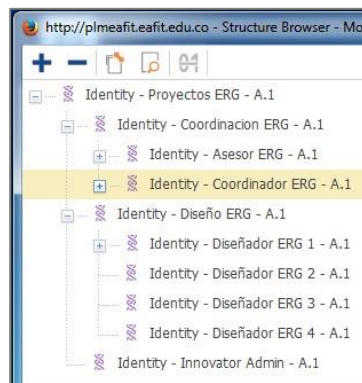 http://plmeafit.eafit.edu.co - Structure Browser - Mo
Identity - Proyectos ERG - A.1
Identity - Coordinacion ERG - A.1
Identity - Asesor ERG - A.1
Identity - Coordinador ERG - A.1
Identity - Diseño ERG - A.1
Identity - Diseñador ERG 1 - A.1
Identity - Diseñador ERG 2 - A.1
Identity - Diseñador ERG 3 - A.1
Identity - Diseñador ERG 4 - A.1
Identity - Innovator Admin - A.1